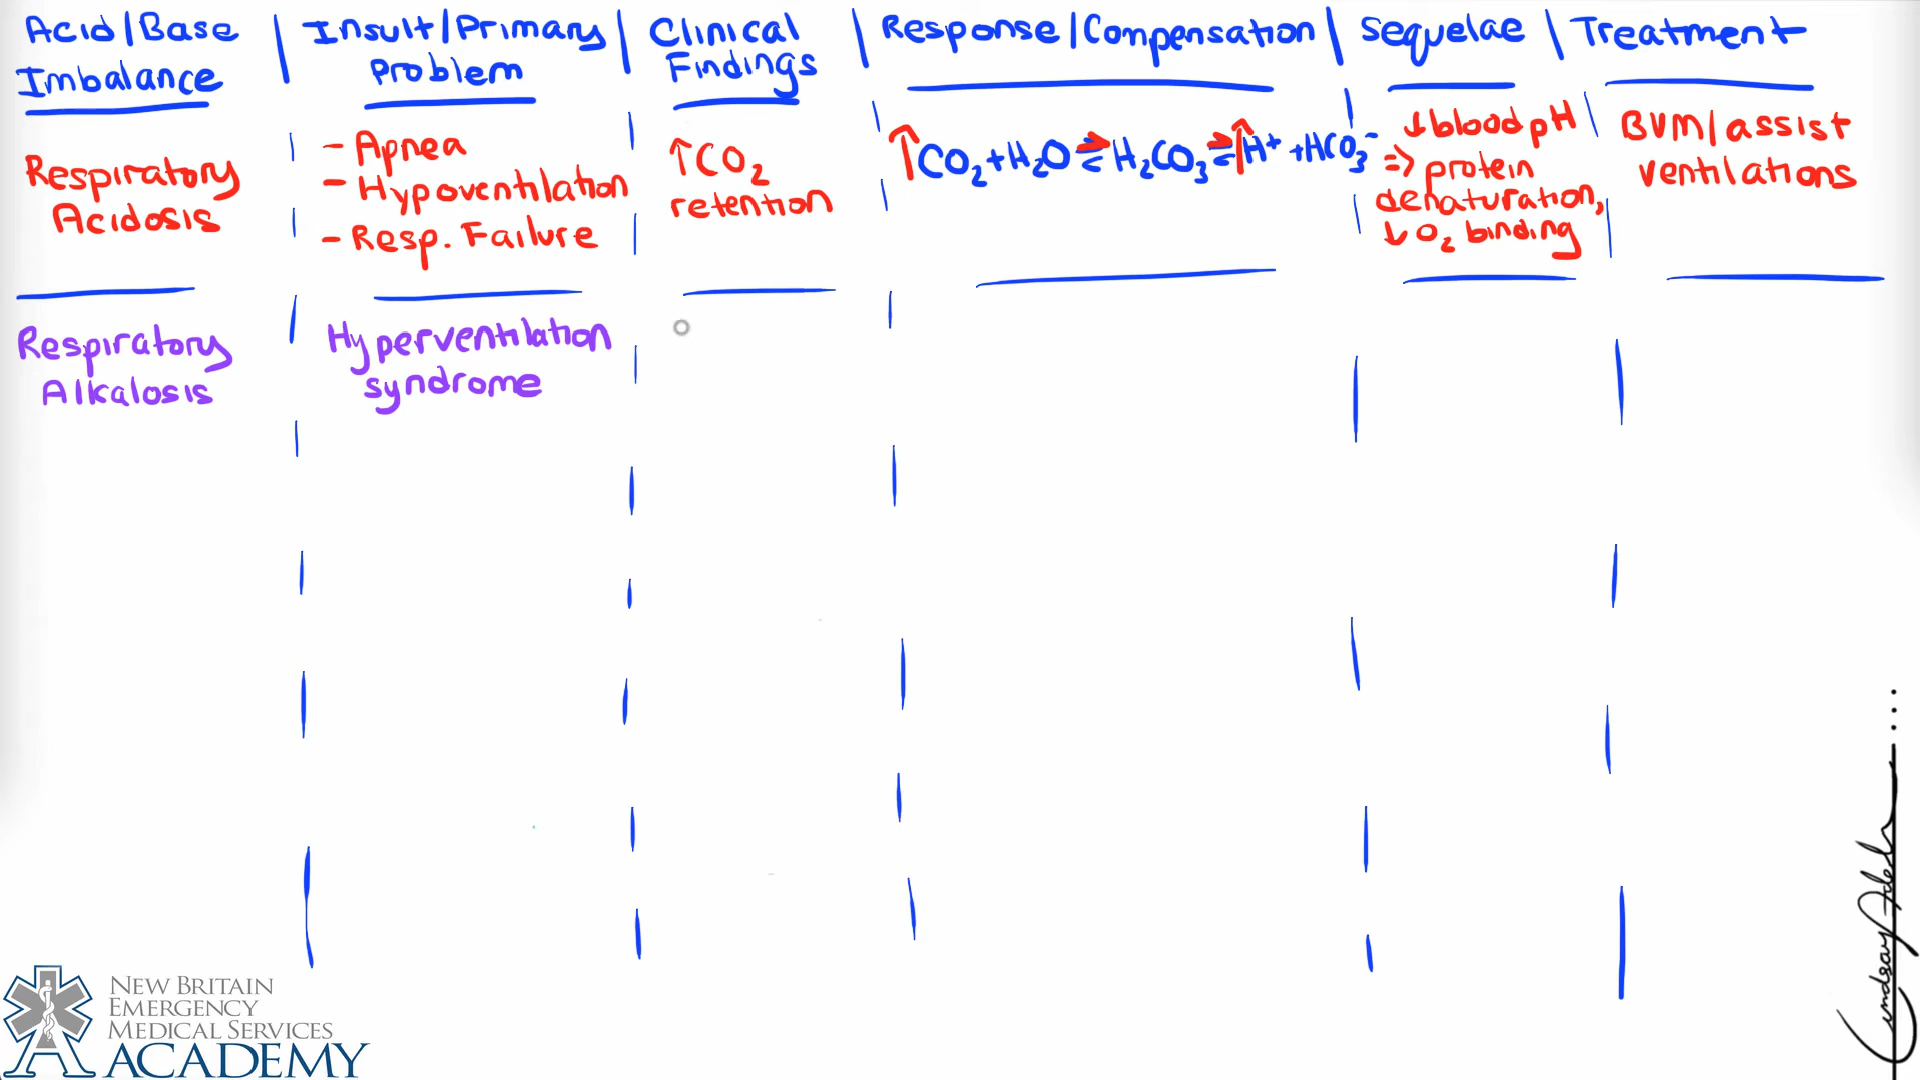 Acid/Base
Imbalance
Insult/Primary
Problem
Clinical
Findings
Response/Compensation
Sequelae
Treatment
Respiratory
Acidosis
- Apnea
- Hypoventilation
- Resp. Failure
↑CO₂
retention
↑CO₂+H₂O ⇌ H₂CO₃ ⇌ ↑H⁺ + HCO₃⁻
↓blood pH
=> protein
denaturation,
↓O₂ binding
BVM/assist
ventilations
Respiratory
Alkalosis
Hyperventilation
syndrome
NEW BRITAIN
EMERGENCY
MEDICAL SERVICES
ACADEMY